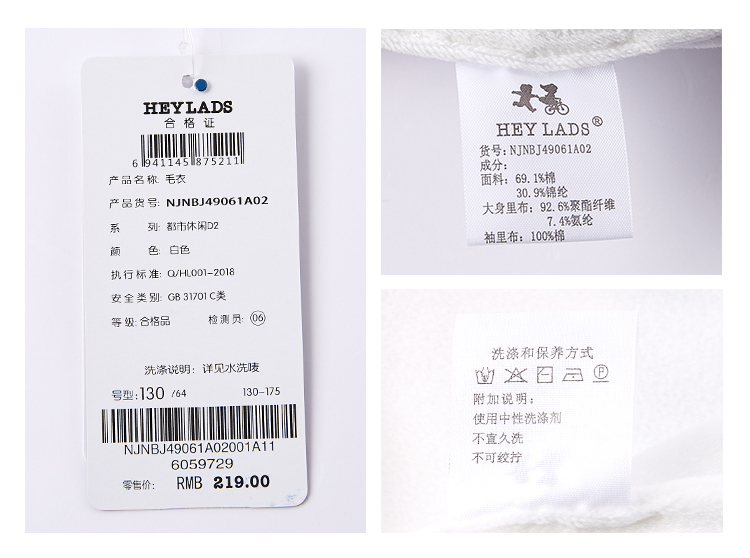 HEYLADS
合格证
6 941145 875211
产品名称: 毛衣
产品货号: NJNBJ49061A02
系 列: 都市休闲D2
颜 色: 白色
执行标准: Q/HL001-2018
安全类别: GB 31701 C类
等级: 合格品 检测员: 06
洗涤说明: 详见水洗唛
号型: 130 /64 130-175
NJNBJ49061A02001A11
6059729
零售价: RMB 219.00
HEY LADS®
货号: NJNBJ49061A02
成分:
面料: 69.1%棉
30.9%锦纶
大身里布: 92.6%聚酯纤维
7.4%氨纶
袖里布: 100%棉
洗涤和保养方式
P
附加说明:
使用中性洗涤剂
不宜久洗
不可绞拧